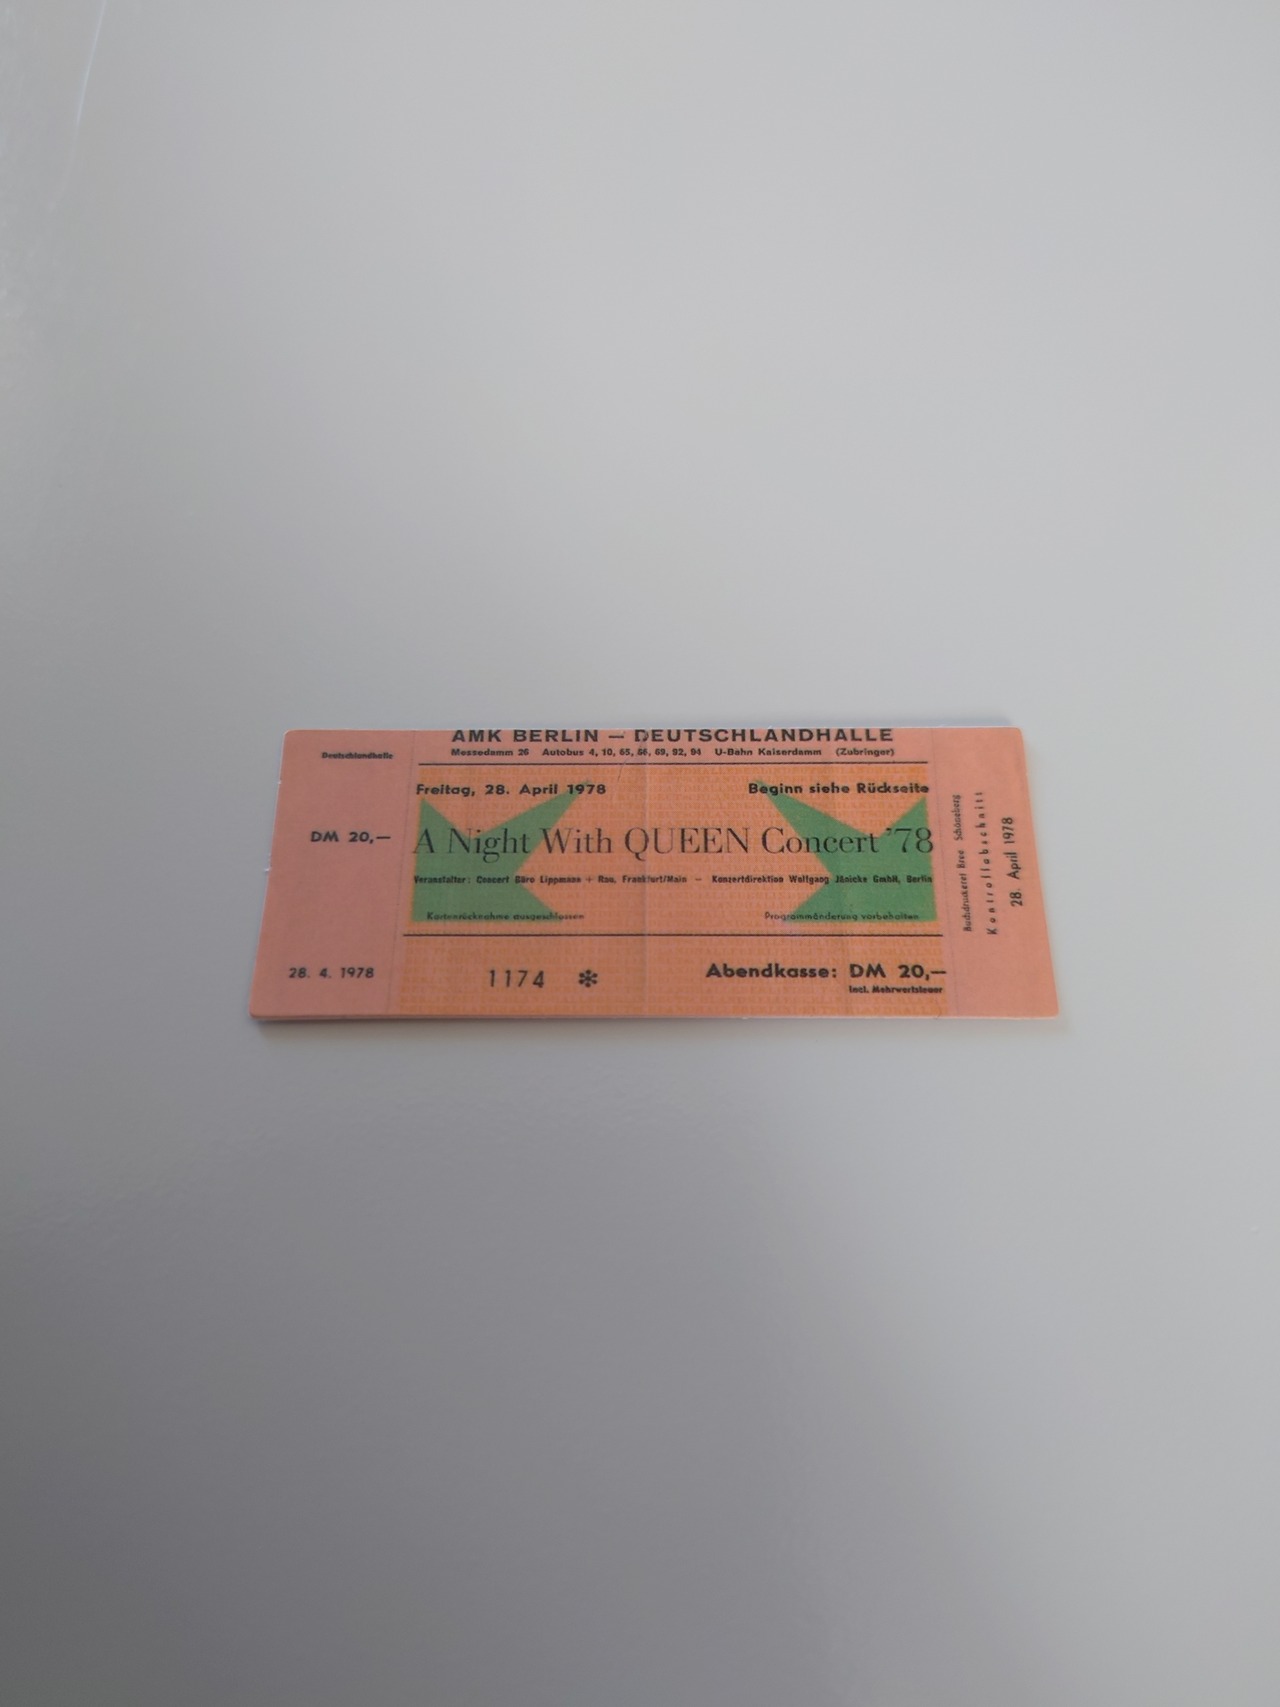 AMK BERLIN — DEUTSCHLANDHALLE
Messedamm 26 Autobus 4, 10, 65, 66, 69, 92, 94 U-Bahn Kaiserdamm (Zubringer)
Deutschlandhalle
DM 20,—
28. 4. 1978
Freitag, 28. April 1978 Beginn siehe Rückseite
A Night With QUEEN Concert '78
Veranstalter: Concert Büro Lippmann + Rau, Frankfurt/Main – Konzertdirektion Wolfgang Jänicke GmbH, Berlin
Kartenrücknahme ausgeschlossen Programmänderung vorbehalten
1174 * Abendkasse: DM 20,—
incl. Mehrwertsteuer
Buchdruckerei Bree Schöneberg
Kontrollabschnitt
28. April 1978